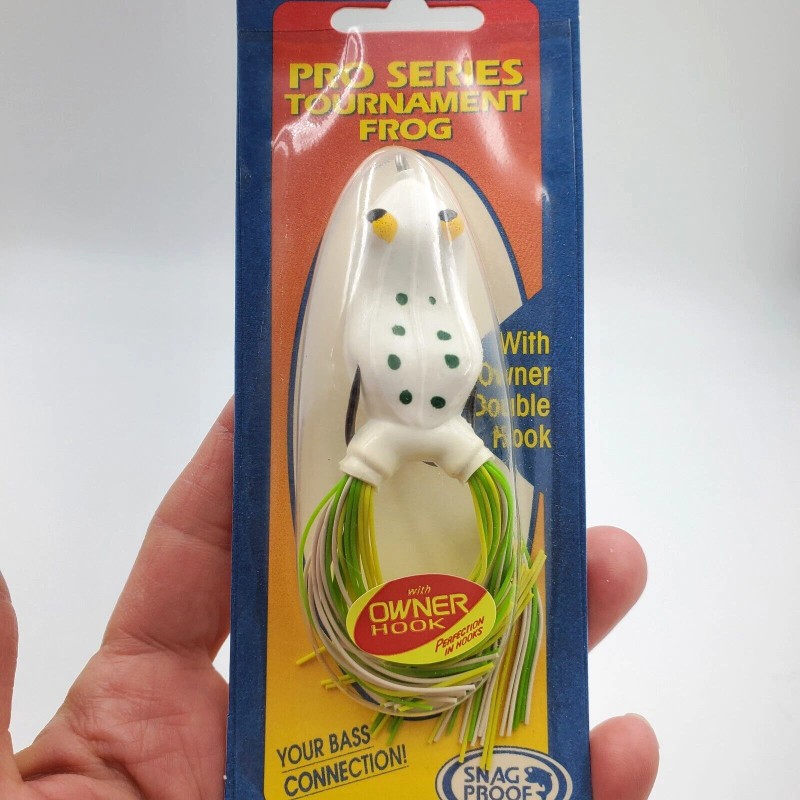 PRO SERIES
TOURNAMENT
FROG
With
Owner
Double
Hook
with
OWNER
HOOK
PERFECTION
IN HOOKS
YOUR BASS
CONNECTION!
SNAG
PROOF